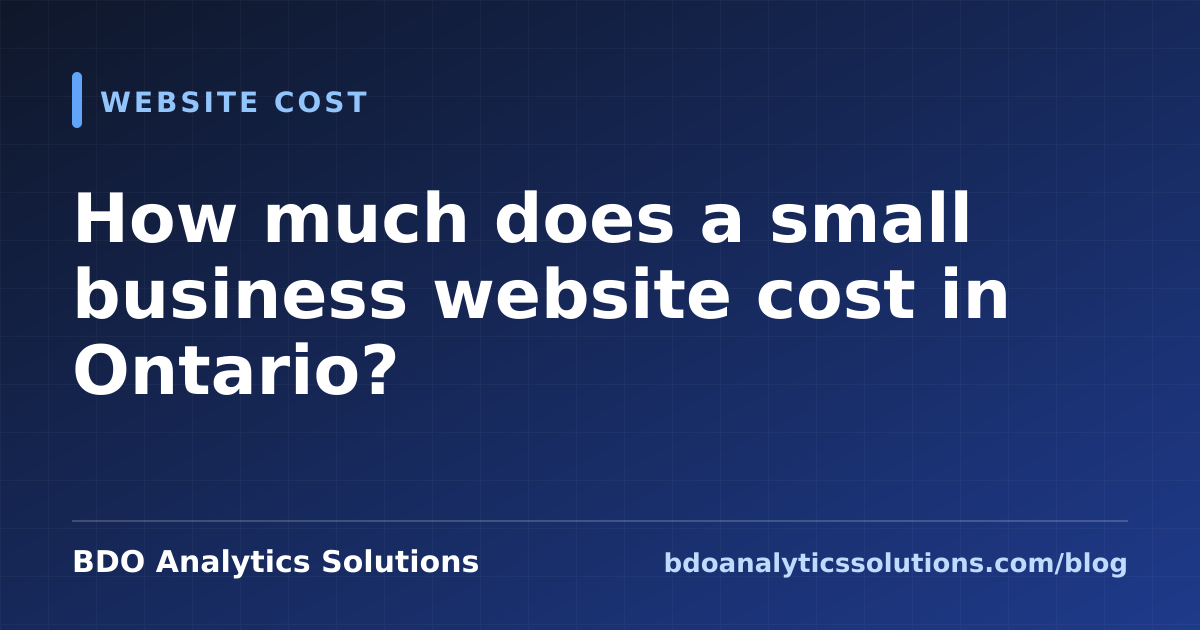 WEBSITE COST
How much does a small
business website cost in
Ontario?
BDO Analytics Solutions
bdoanalyticssolutions.com/blog